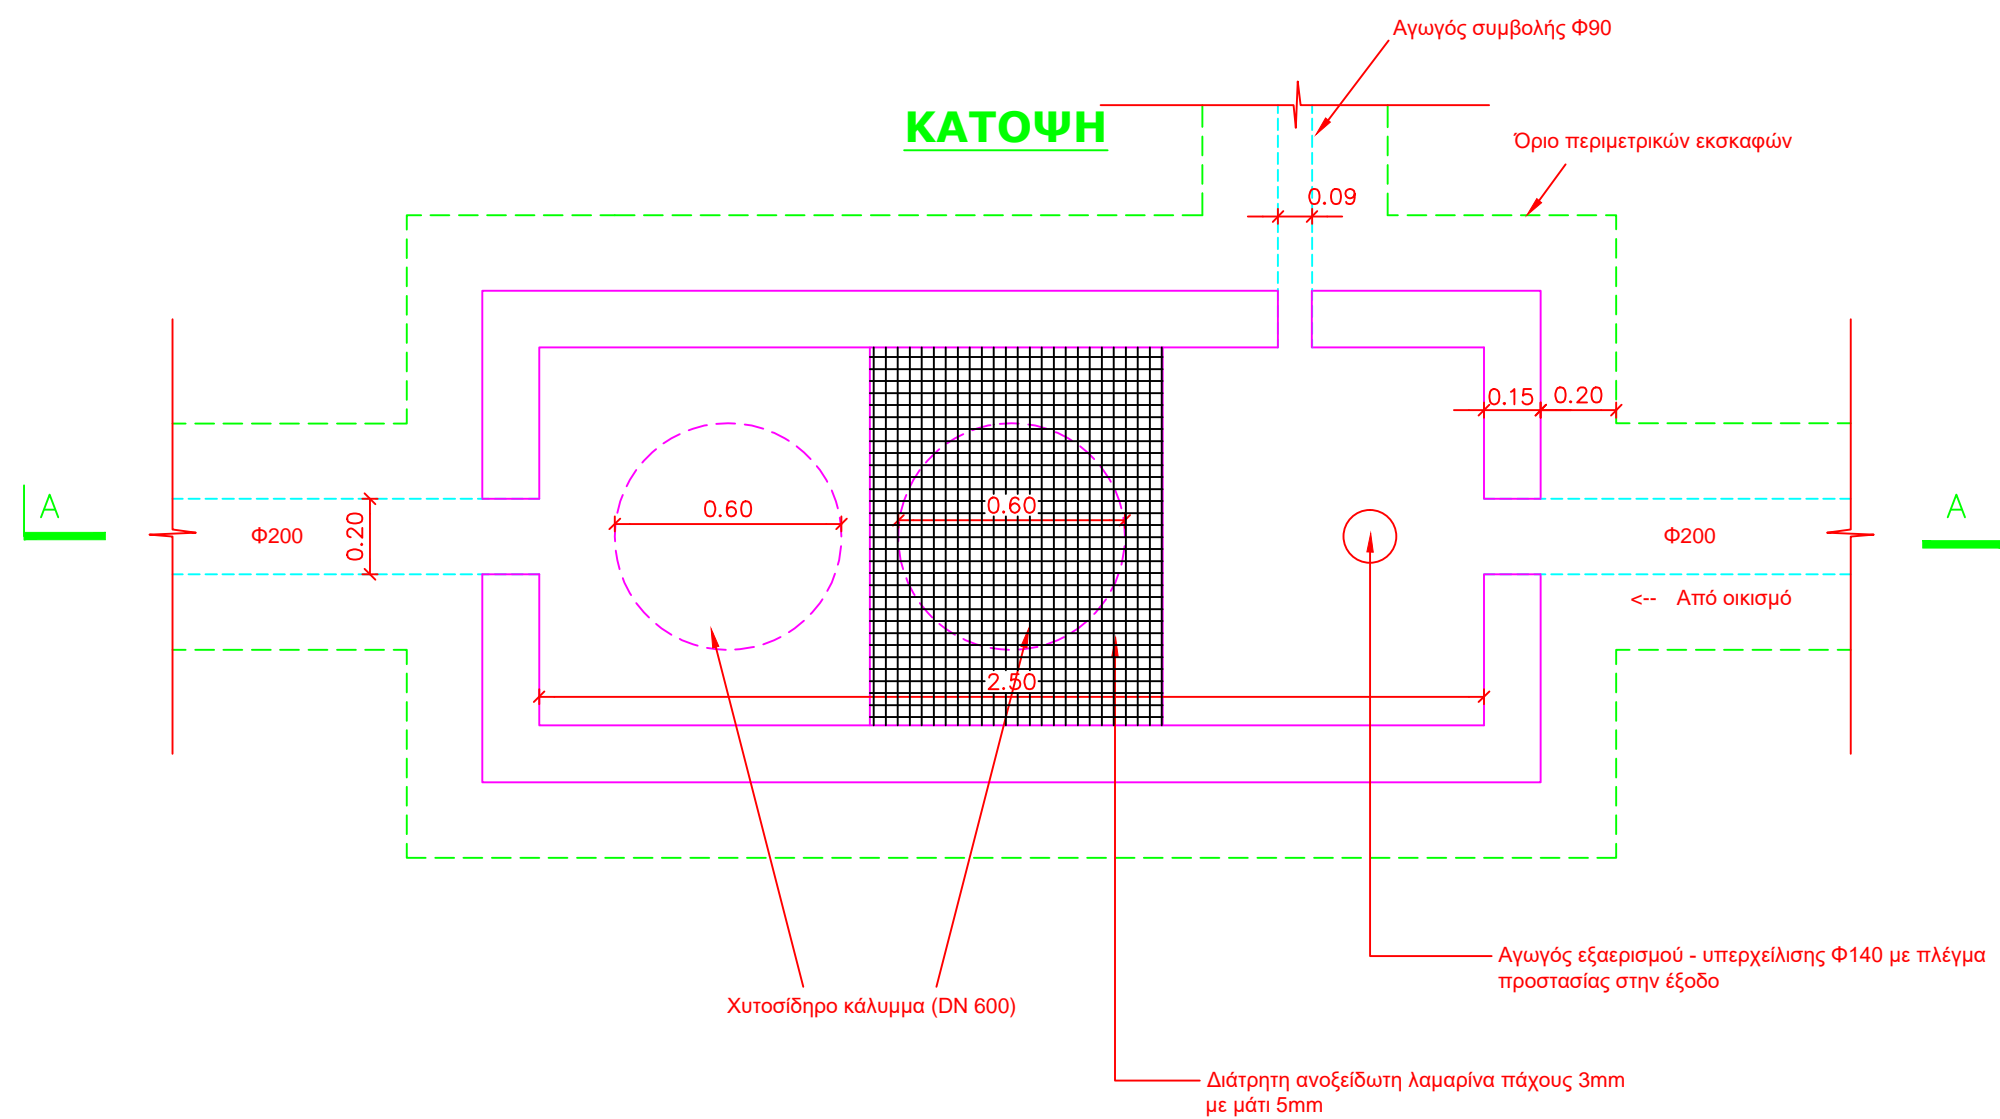 Αγωγός συμβολής Φ90
ΚΑΤΟΨΗ
Όριο περιμετρικών εκσκαφών
0.09
0.15
0.20
A
Φ200
0.20
0.60
0.60
Φ200
A
<-- Από οικισμό
2.50
Αγωγός εξαερισμού - υπερχείλισης Φ140 με πλέγμα
προστασίας στην έξοδο
Χυτοσίδηρο κάλυμμα (DN 600)
Διάτρητη ανοξείδωτη λαμαρίνα πάχους 3mm
με μάτι 5mm